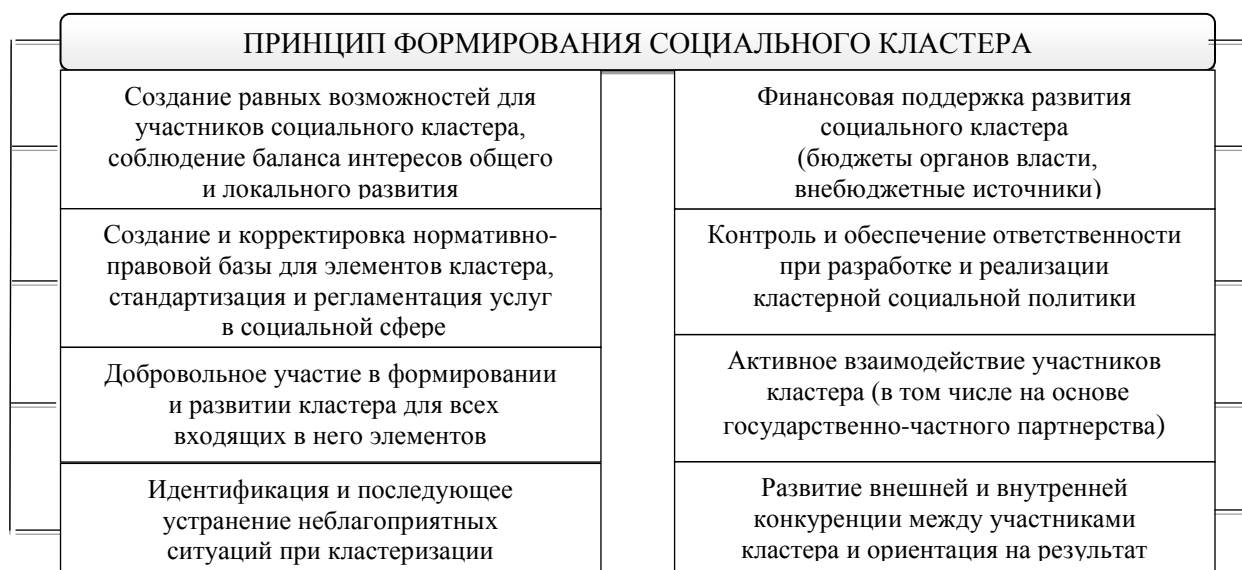 ПРИНЦИП ФОРМИРОВАНИЯ СОЦИАЛЬНОГО КЛАСТЕРА
Создание равных возможностей для
участников социального кластера,
соблюдение баланса интересов общего
и локального развития
Создание и корректировка нормативно-
правовой базы для элементов кластера,
стандартизация и регламентация услуг
в социальной сфере
Добровольное участие в формировании
и развитии кластера для всех
входящих в него элементов
Идентификация и последующее
устранение неблагоприятных
ситуаций при кластеризации
Финансовая поддержка развития
социального кластера
(бюджеты органов власти,
внебюджетные источники)
Контроль и обеспечение ответственности
при разработке и реализации
кластерной социальной политики
Активное взаимодействие участников
кластера (в том числе на основе
государственно-частного партнерства)
Развитие внешней и внутренней
конкуренции между участниками
кластера и ориентация на результат